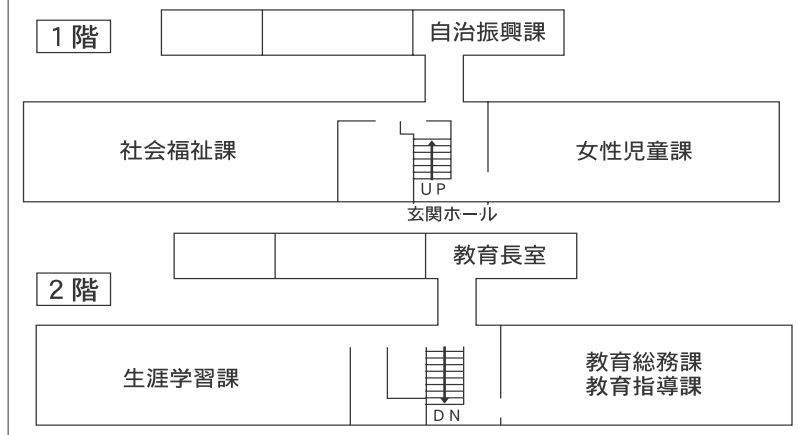 1階
自治振興課
社会福祉課
女性児童課
UP
玄関ホール
2階
教育長室
生涯学習課
教育総務課
教育指導課
DN